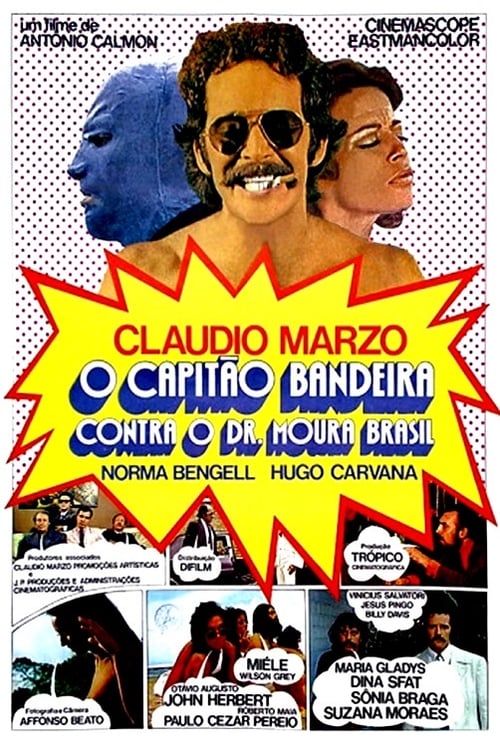 um filme de
ANTONIO CALMON
CINEMASCOPE
EASTMANCOLOR
CLAUDIO MARZO
O CAPITÃO BANDEIRA
CONTRA O DR. MOURA BRASIL
NORMA BENGELL HUGO CARVANA
Produtores associados
CLAUDIO MARZO PROMOÇÕES ARTÍSTICAS
e
J.P. PRODUÇÕES E ADMINISTRAÇÕES
CINEMATOGRAFICAS
Distribuição
DIFILM
Produção
TRÓPICO
CINEMATOGRAFICA
Fotografia e Câmera
AFFONSO BEATO
MIÉLE
WILSON GREY
OTÁVIO AUGUSTO
JOHN HERBERT
ROBERTO MAIA
PAULO CEZAR PEREIO
VINICIUS SALVATORI
JESUS PINGO
BILLY DAVIS
MARIA GLADYS
DINA SFAT
SÔNIA BRAGA
SUZANA MORAES